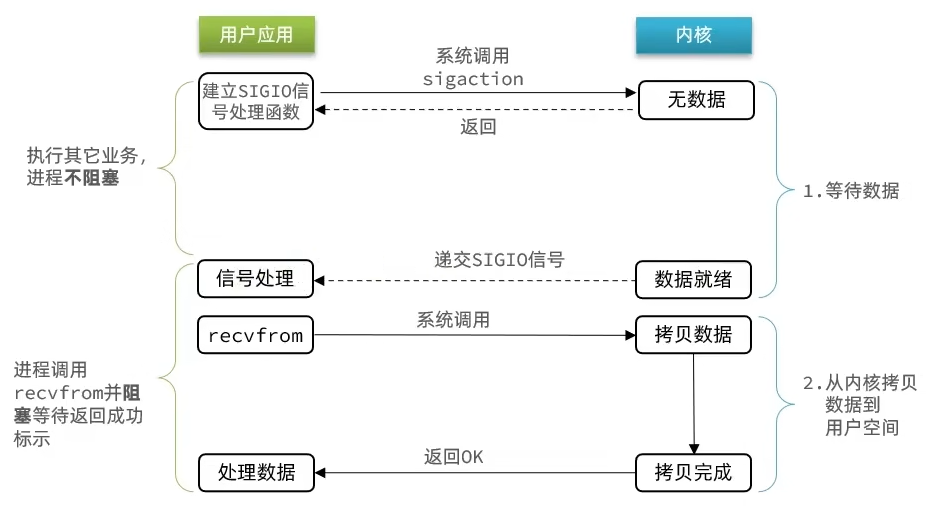 用户应用
内核
系统调用
sigaction
建立SIGIO信
号处理函数
无数据
返回
执行其它业务,
进程不阻塞
1.等待数据
递交SIGIO信号
信号处理
数据就绪
系统调用
recvfrom
拷贝数据
进程调用
recvfrom并阻
塞等待返回成功
标示
2.从内核拷贝
数据到
用户空间
返回OK
处理数据
拷贝完成